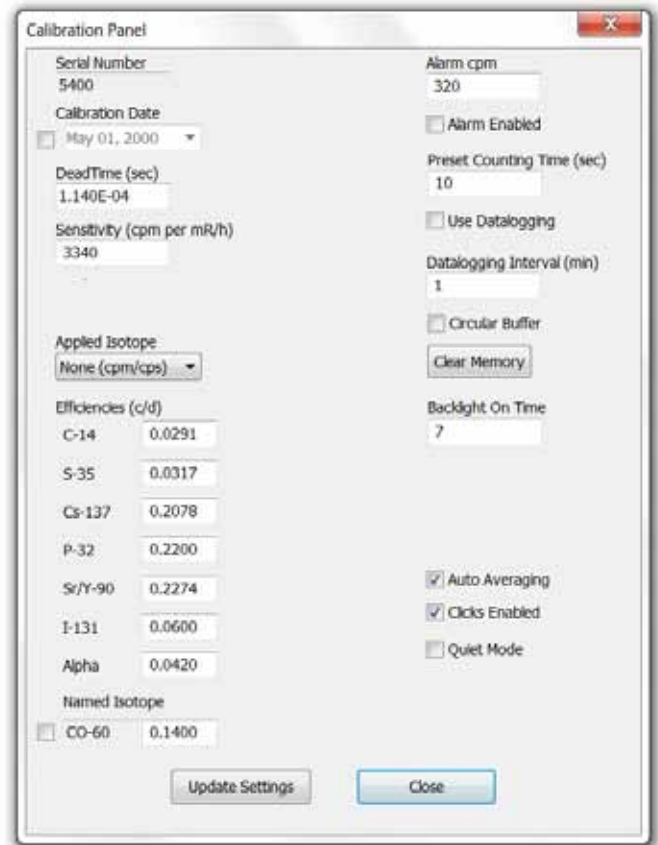 Calibration Panel
Serial Number
5400
Calibration Date
May 01, 2000
DeadTime (sec)
1.140E-04
Sensitivity (cpm per mR/h)
3340
Applied Isotope
None (cpm/cps)
Efficiencies (c/d)
C-14 0.0291
S-35 0.0317
Cs-137 0.2078
P-32 0.2200
Sr/Y-90 0.2274
I-131 0.0600
Alpha 0.0420
Named Isotope
CO-60 0.1400
Alarm cpm
320
Alarm Enabled
Preset Counting Time (sec)
10
Use Datalogging
Datalogging Interval (min)
1
Circular Buffer
Clear Memory
Backlight On Time
7
Auto Averaging
Clicks Enabled
Quiet Mode
Update Settings
Close